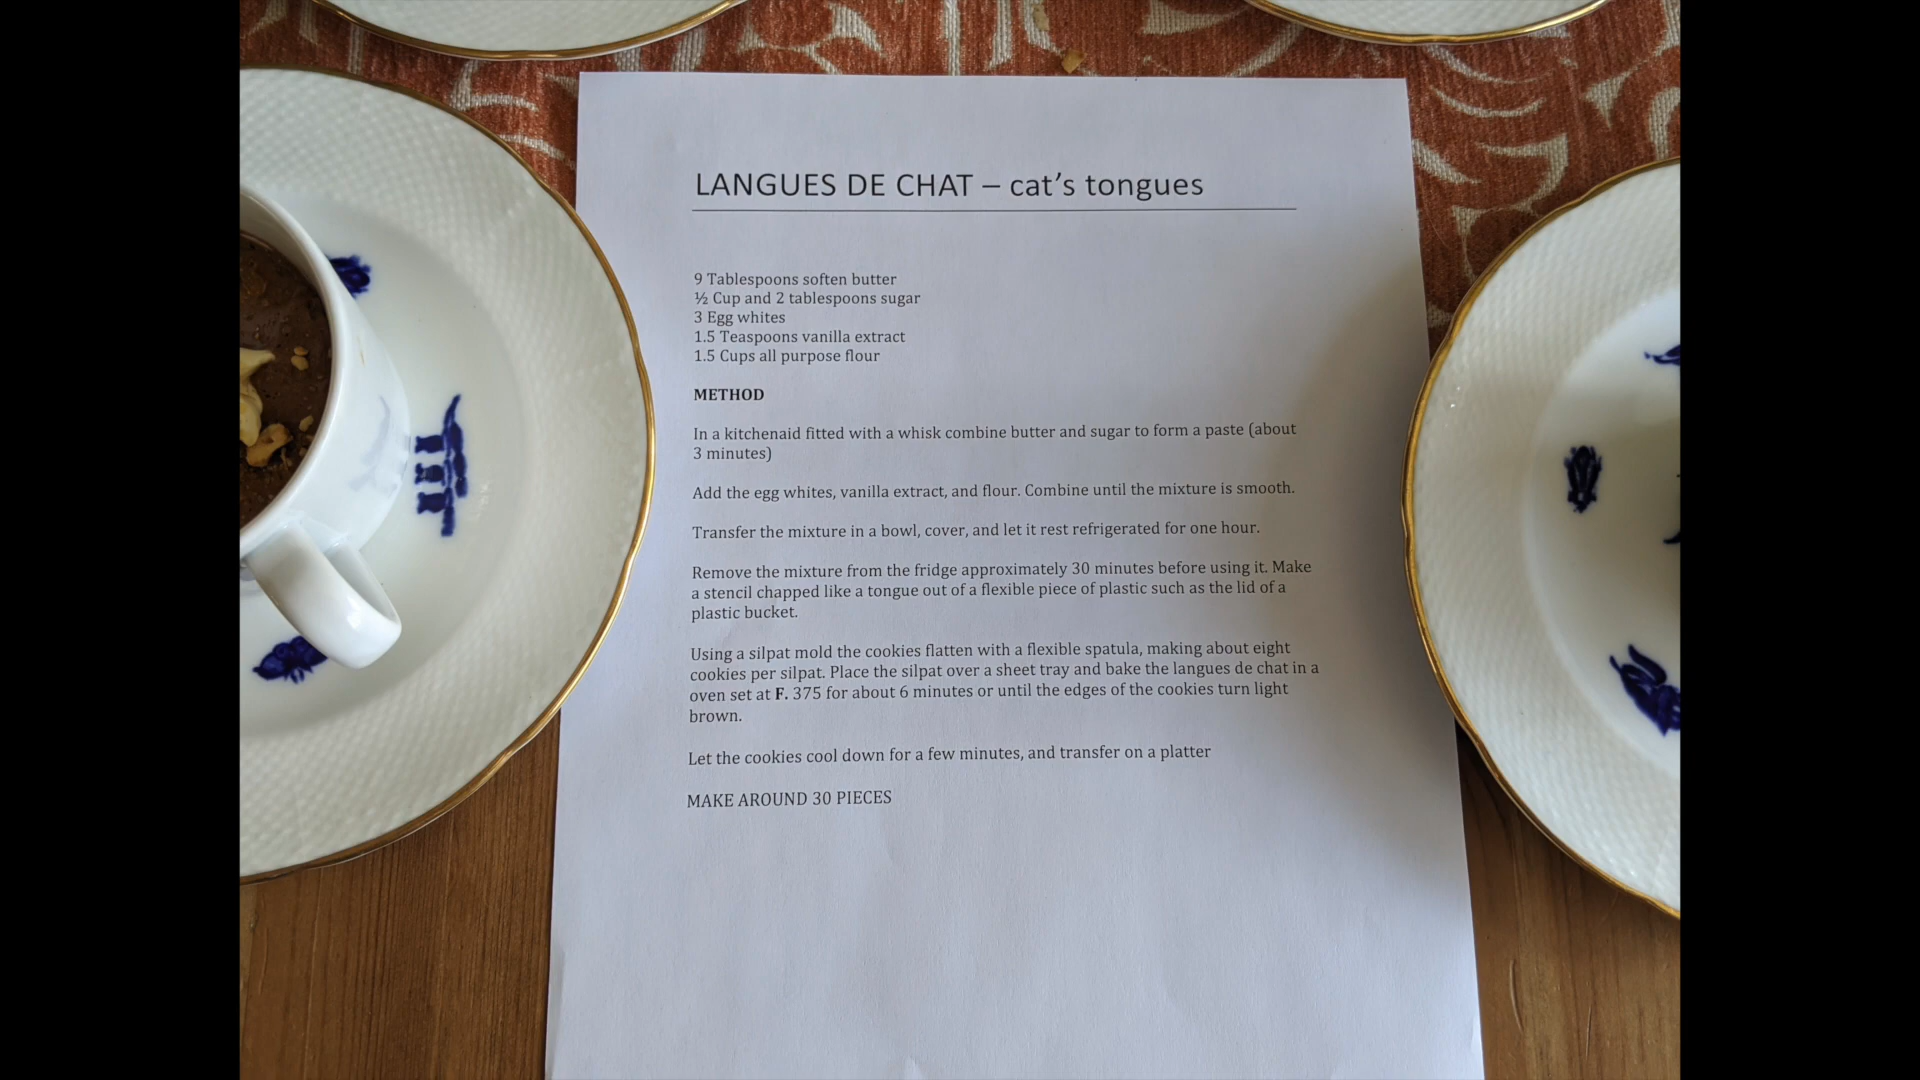 LANGUES DE CHAT – cat's tongues
9 Tablespoons soften butter
½ Cup and 2 tablespoons sugar
3 Egg whites
1.5 Teaspoons vanilla extract
1.5 Cups all purpose flour
METHOD
In a kitchenaid fitted with a whisk combine butter and sugar to form a paste (about
3 minutes)
Add the egg whites, vanilla extract, and flour. Combine until the mixture is smooth.
Transfer the mixture in a bowl, cover, and let it rest refrigerated for one hour.
Remove the mixture from the fridge approximately 30 minutes before using it. Make
a stencil chapped like a tongue out of a flexible piece of plastic such as the lid of a
plastic bucket.
Using a silpat mold the cookies flatten with a flexible spatula, making about eight
cookies per silpat. Place the silpat over a sheet tray and bake the langues de chat in a
oven set at F. 375 for about 6 minutes or until the edges of the cookies turn light
brown.
Let the cookies cool down for a few minutes, and transfer on a platter
MAKE AROUND 30 PIECES